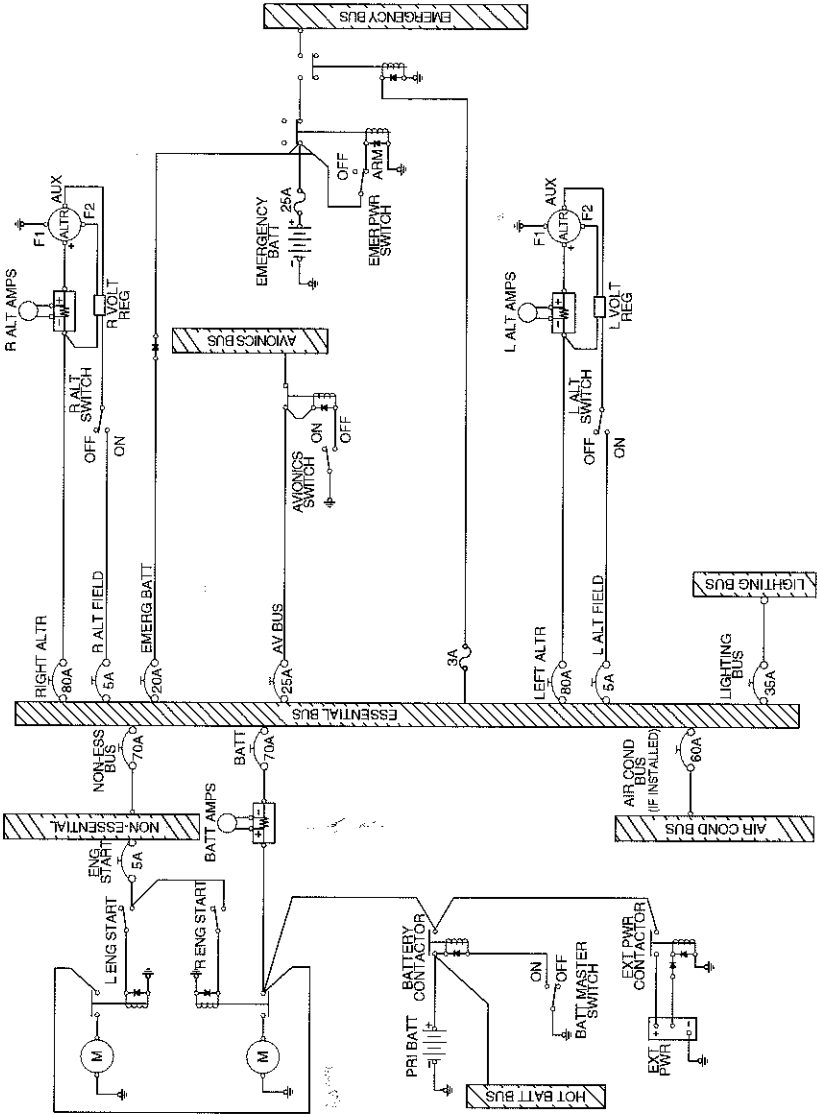 EMERGENCY BUS
R ALT AMPS
F1
ALTR
AUX
F2
+
R VOLT
REG
R ALT
SWITCH
OFF
ON
EMERGENCY
BATT
25A
EMER PWR
SWITCH
OFF
ARM
AVIONICS BUS
AVIONICS
SWITCH
ON
OFF
L ALT AMPS
F1
ALTR
AUX
F2
+
L VOLT
REG
L ALT
SWITCH
OFF
ON
RIGHT ALTR
80A
R ALT FIELD
5A
EMERG BATT
20A
AV BUS
25A
3A
LEFT ALTR
80A
L ALT FIELD
5A
LIGHTING
BUS
35A
LIGHTING BUS
ESSENTIAL BUS
NON-ESS
BUS
70A
BATT
70A
AIR COND
BUS
(IF INSTALLED)
60A
AIR COND BUS
NON-ESSENTIAL
BATT AMPS
ENG
START
5A
L ENG START
R ENG START
M
M
BATTERY
CONTACTOR
PRI BATT
ON
OFF
BATT MASTER
SWITCH
HOT BATT BUS
EXT PWR
CONTACTOR
EXT
PWR